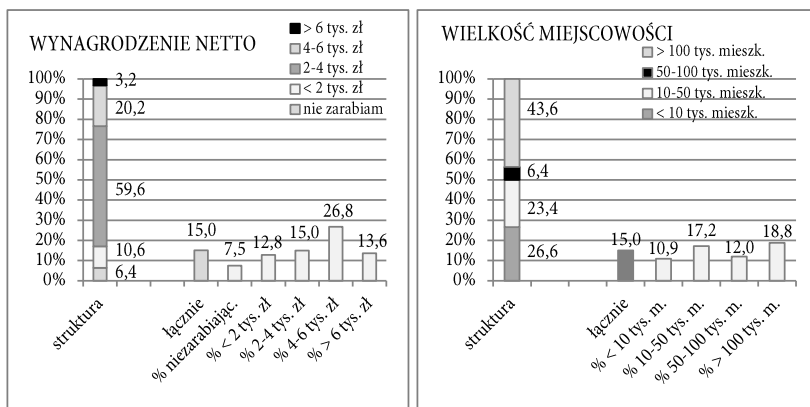 WYNAGRODZENIE NETTO
> 6 tys. zł
4-6 tys. zł
2-4 tys. zł
< 2 tys. zł
nie zarabiam
100%
90%
80%
70%
60%
50%
40%
30%
20%
10%
0%
3,2
20,2
59,6
10,6
6,4
15,0
7,5
12,8
15,0
26,8
13,6
struktura
łącznie
% niezarabiając.
% < 2 tys. zł
% 2-4 tys. zł
% 4-6 tys. zł
% > 6 tys. zł
WIELKOŚĆ MIEJSCOWOŚCI
> 100 tys. mieszk.
50-100 tys. mieszk.
10-50 tys. mieszk.
< 10 tys. mieszk.
100%
90%
80%
70%
60%
50%
40%
30%
20%
10%
0%
43,6
6,4
23,4
26,6
15,0
10,9
17,2
12,0
18,8
struktura
łącznie
% < 10 tys. m.
% 10-50 tys. m.
% 50-100 tys. m.
% > 100 tys. m.